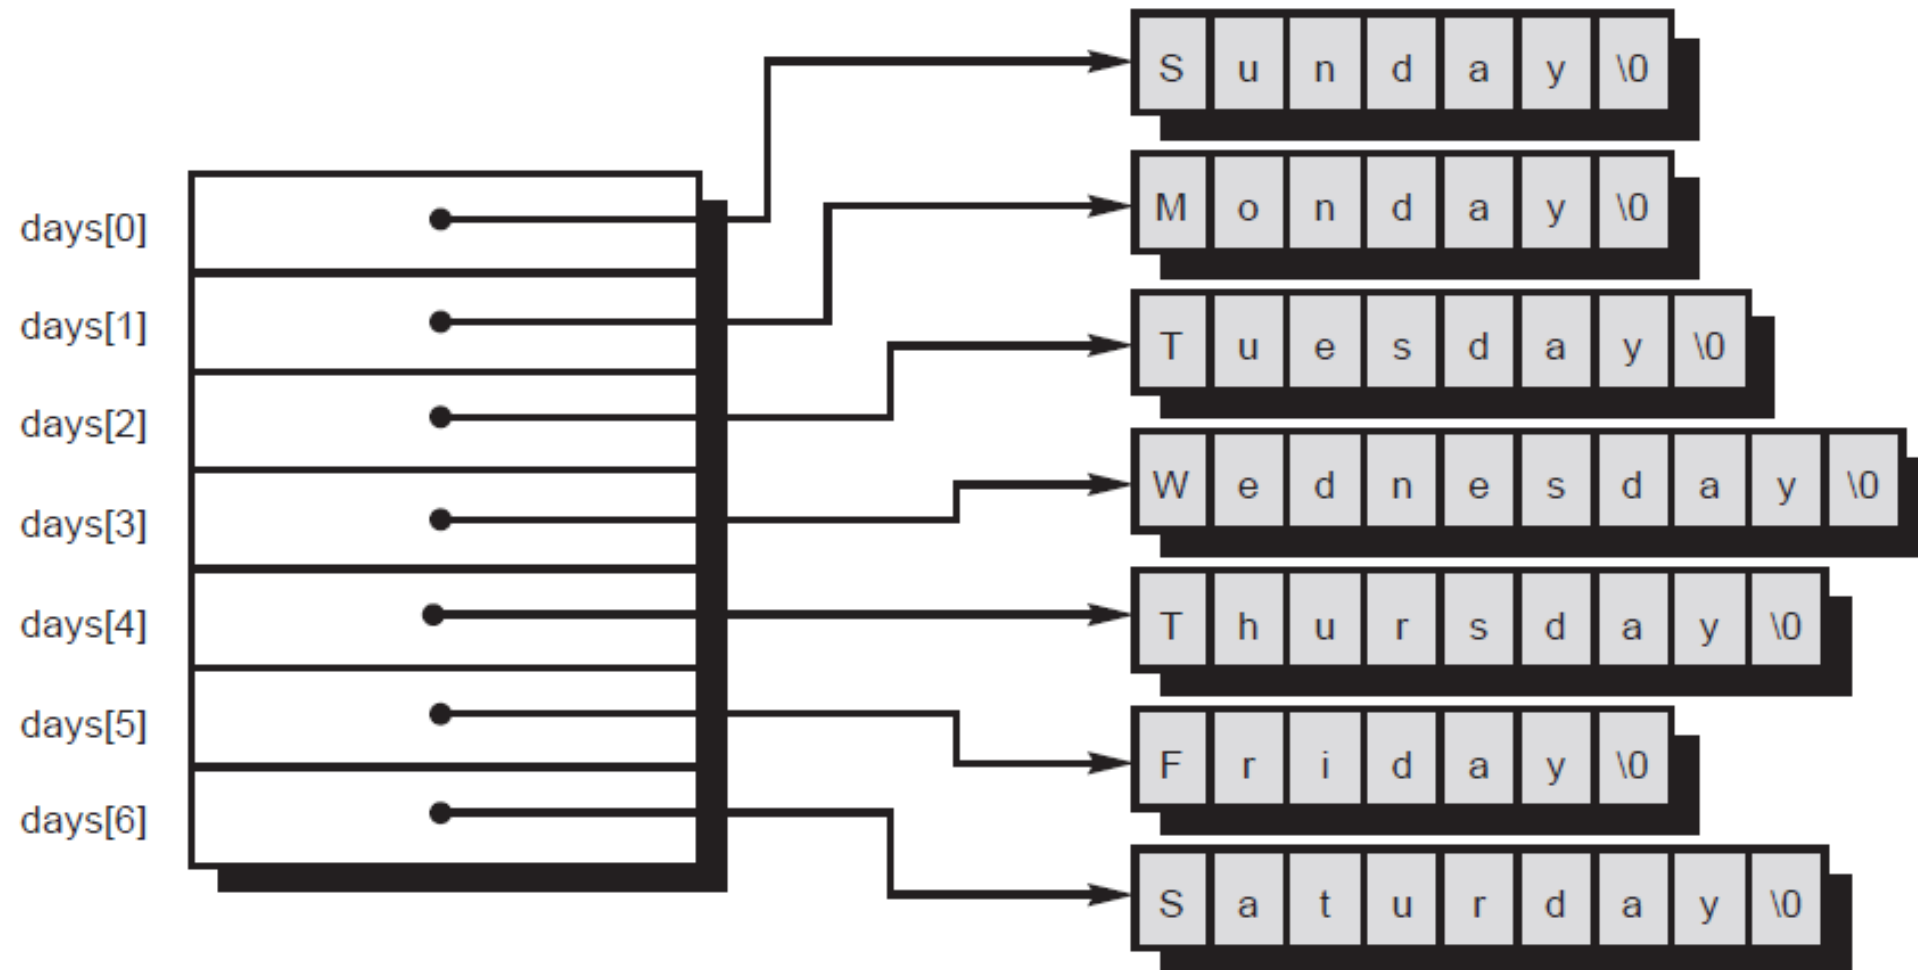 S u n d a y \0
days[0]
M o n d a y \0
days[1]
T u e s d a y \0
days[2]
W e d n e s d a y \0
days[3]
T h u r s d a y \0
days[4]
days[5]
F r i d a y \0
days[6]
S a t u r d a y \0